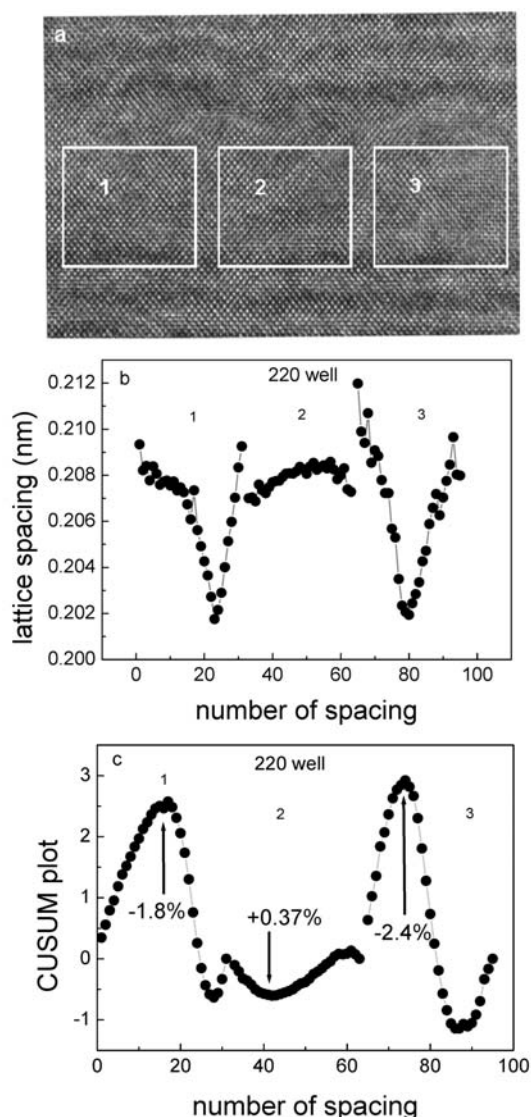 a
1
2
3
b
220 well
1
2
3
lattice spacing (nm)
0.212
0.210
0.208
0.206
0.204
0.202
0.200
0 20 40 60 80 100
number of spacing
c
220 well
1
2
3
CUSUM plot
3
2
1
0
-1
-1.8%
+0.37%
-2.4%
0 20 40 60 80 100
number of spacing